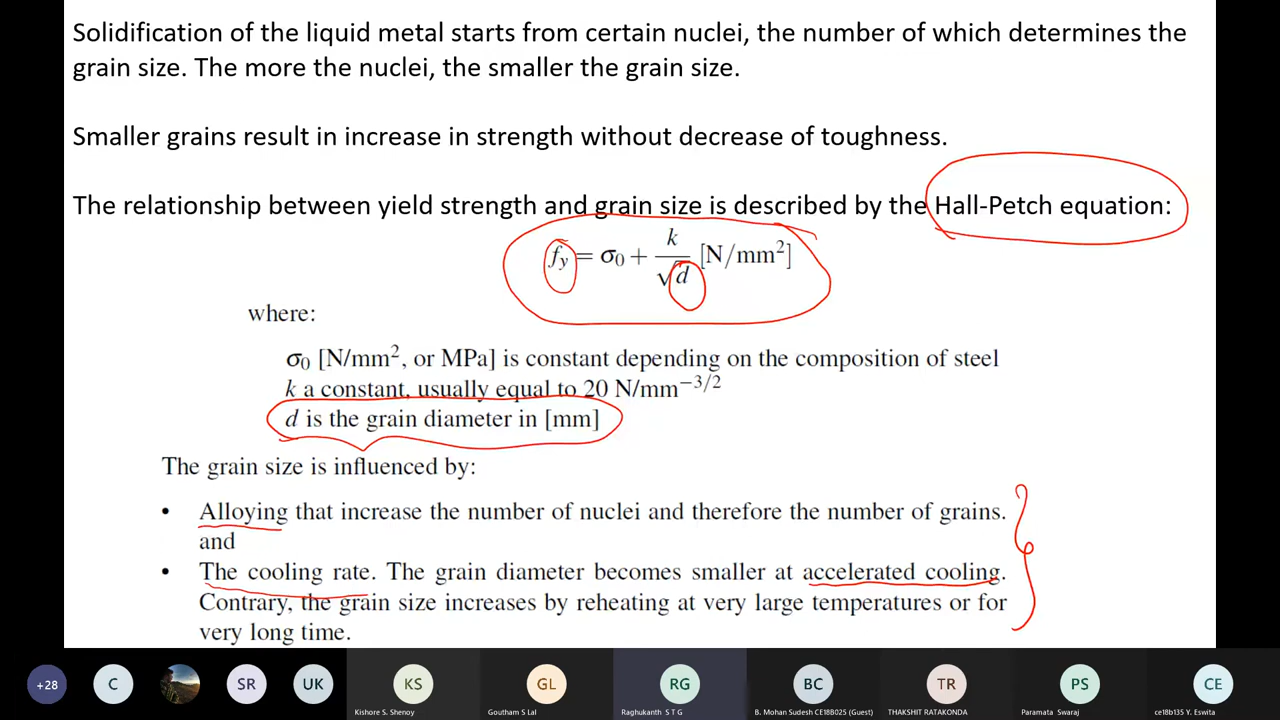 Solidification of the liquid metal starts from certain nuclei, the number of which determines the
grain size. The more the nuclei, the smaller the grain size.
Smaller grains result in increase in strength without decrease of toughness.
The relationship between yield strength and grain size is described by the Hall-Petch equation:
f_y = σ₀ + k/√d [N/mm²]
where:
σ₀ [N/mm², or MPa] is constant depending on the composition of steel
k a constant, usually equal to 20 N/mm^{−3/2}
d is the grain diameter in [mm]
The grain size is influenced by:
• Alloying that increase the number of nuclei and therefore the number of grains.
and
• The cooling rate. The grain diameter becomes smaller at accelerated cooling.
Contrary, the grain size increases by reheating at very large temperatures or for
very long time.
+28 C SR UK KS GL RG BC TR PS CE
Kishore S. Shenoy Goutham S Lal Raghukanth S T G B. Mohan Sudesh CE18B025 (Guest) THAKSHIT RATAKONDA Paramata Swaraj ce18b135 Y. Eswita